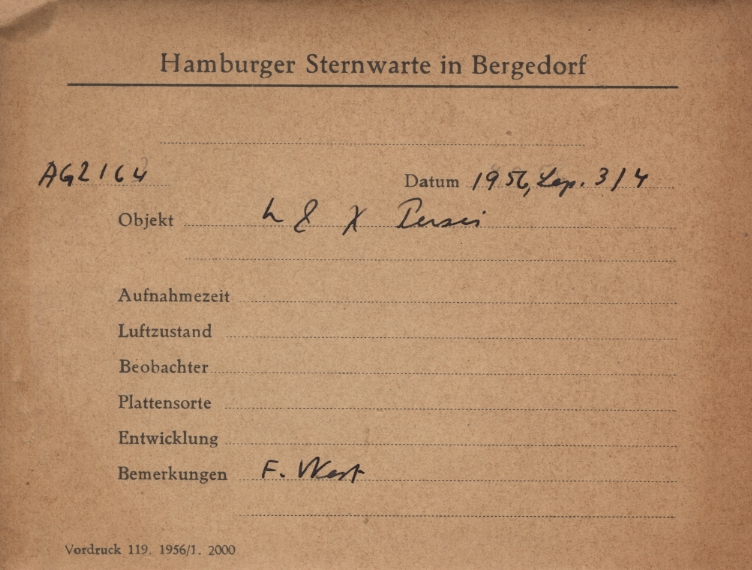 Hamburger Sternwarte in Bergedorf
AG2164
Datum 1956, Sep. 3/4
Objekt h & χ Persei
Aufnahmezeit
Luftzustand
Beobachter
Plattensorte
Entwicklung
Bemerkungen F. West
Vordruck 119. 1956/1. 2000